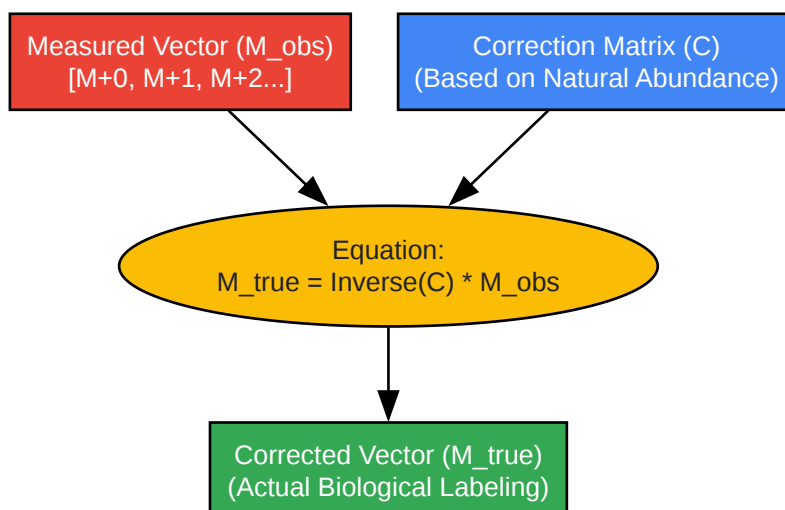 Measured Vector (M_obs)
[M+0, M+1, M+2...]
Correction Matrix (C)
(Based on Natural Abundance)
Equation:
M_true = Inverse(C) * M_obs
Corrected Vector (M_true)
(Actual Biological Labeling)